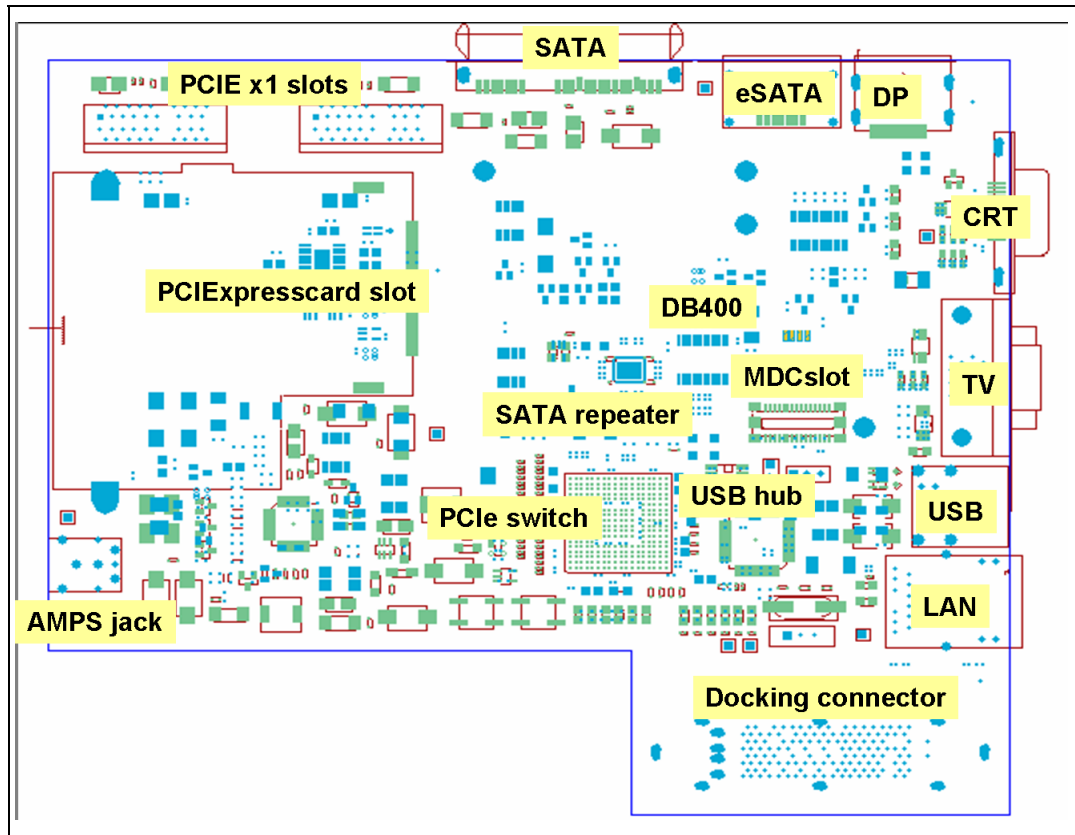 SATA
PCIE x1 slots
eSATA
DP
CRT
PCIExpresscard slot
DB400
MDCslot
TV
SATA repeater
USB hub
PCIe switch
USB
LAN
AMPS jack
Docking connector